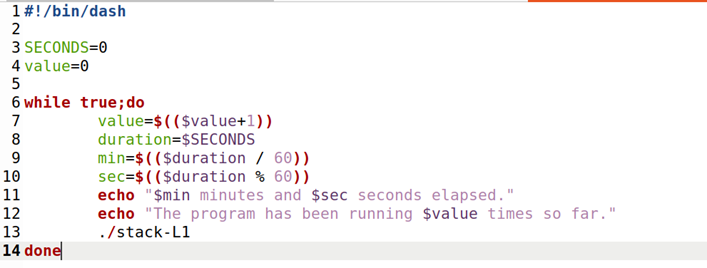 1 #!/bin/dash
2
3 SECONDS=0
4 value=0
5
6 while true;do
7         value=$(($value+1))
8         duration=$SECONDS
9         min=$(($duration / 60))
10         sec=$(($duration % 60))
11         echo "$min minutes and $sec seconds elapsed."
12         echo "The program has been running $value times so far."
13         ./stack-L1
14 done